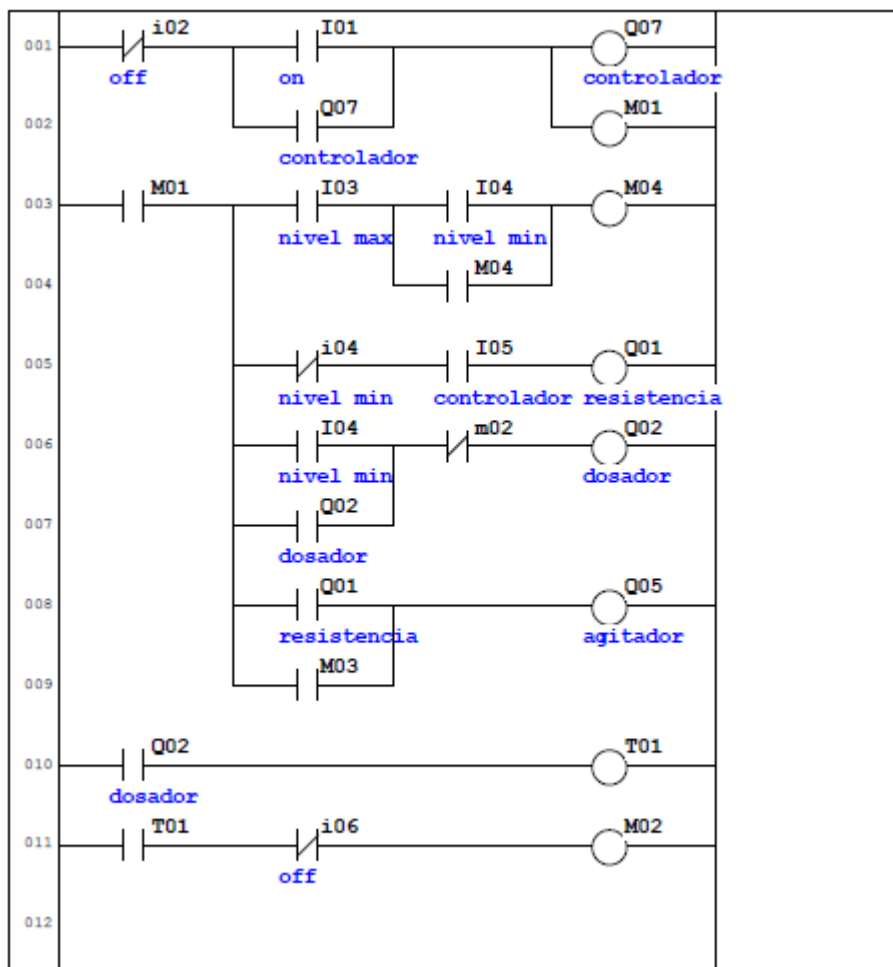 i02 I01 Q07
001
off on controlador
Q07 M01
002
controlador
M01 I03 I04 M04
003
nivel max nivel min
M04
004
i04 I05 Q01
005
nivel min controlador resistencia
I04 m02 Q02
006
nivel min dosador
Q02
007
dosador
Q01 Q05
008
resistencia agitador
M03
009
Q02 T01
010
dosador
T01 i06 M02
011
off
012